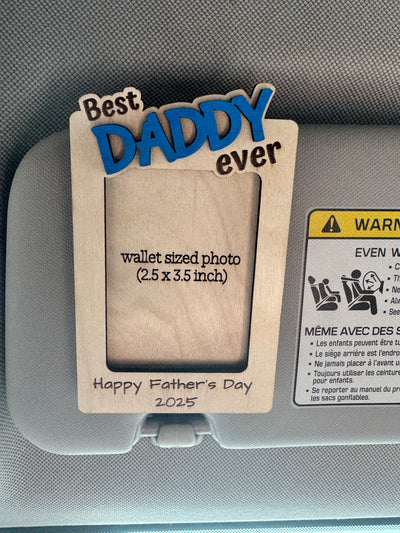 Best
DADDY
ever
wallet sized photo
(2.5 x 3.5 inch)
Happy Father's Day
2025
EVEN W
MÊME AVEC DES S
• Les enfants peuvent être tu
• Le siège arrière est l'endro
• Ne jamais placer à l'avant u
• Toujours utiliser les ceinture
pour enfants.
• Se reporter au manuel du pr
les sacs gonflables.